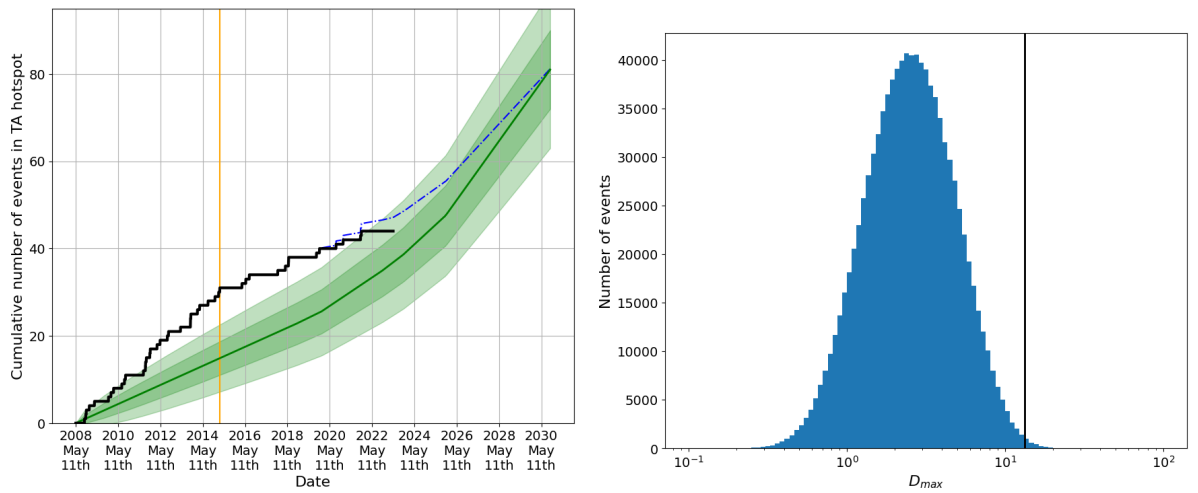 Cumulative number of events in TA hotspot
80
60
40
20
0
2008 May 11th
2010 May 11th
2012 May 11th
2014 May 11th
2016 May 11th
2018 May 11th
2020 May 11th
2022 May 11th
2024 May 11th
2026 May 11th
2028 May 11th
2030 May 11th
Date
Number of events
40000
35000
30000
25000
20000
15000
10000
5000
0
10⁻¹
10⁰
10¹
10²
Dmax